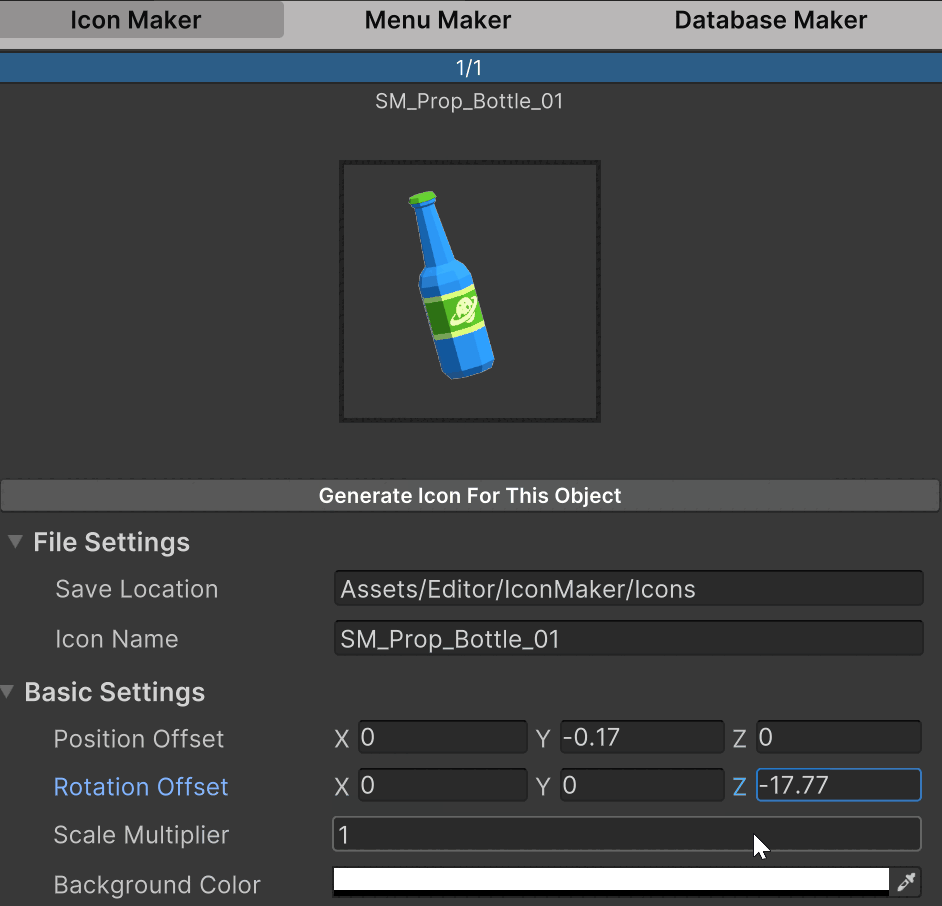 Icon Maker Menu Maker Database Maker
1/1
SM_Prop_Bottle_01
Generate Icon For This Object
File Settings
Save Location Assets/Editor/IconMaker/Icons
Icon Name SM_Prop_Bottle_01
Basic Settings
Position Offset X 0 Y -0.17 Z 0
Rotation Offset X 0 Y 0 Z -17.77
Scale Multiplier 1
Background Color